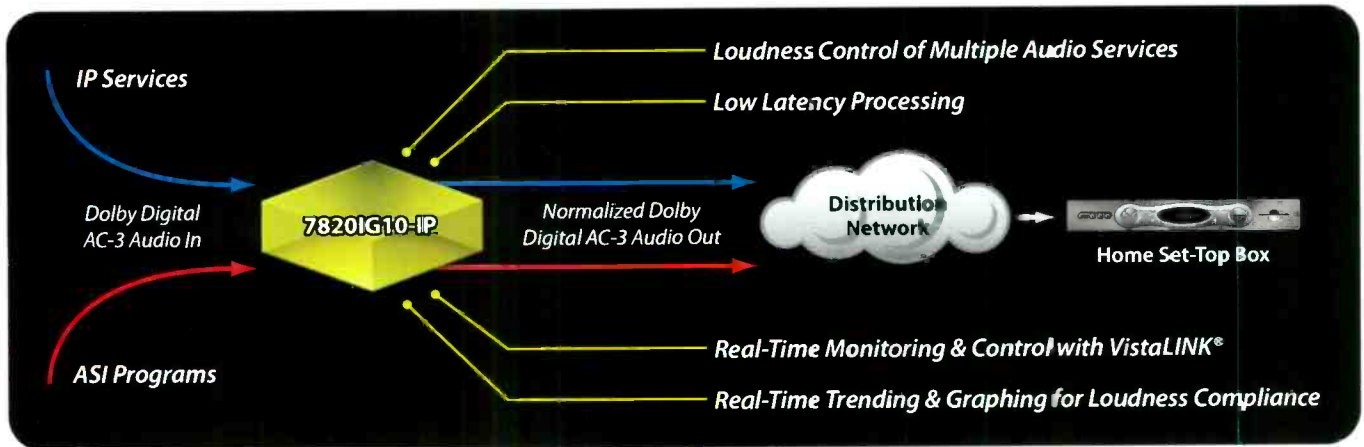 IP Services
Loudness Control of Multiple Audio Services
Low Latency Processing
Dolby Digital
AC-3 Audio In
7820IG10-IP
Normalized Dolby
Digital AC-3 Audio Out
Distribution
Network
Home Set-Top Box
ASI Programs
Real-Time Monitoring & Control with VistaLINK®
Real-Time Trending & Graphing for Loudness Compliance